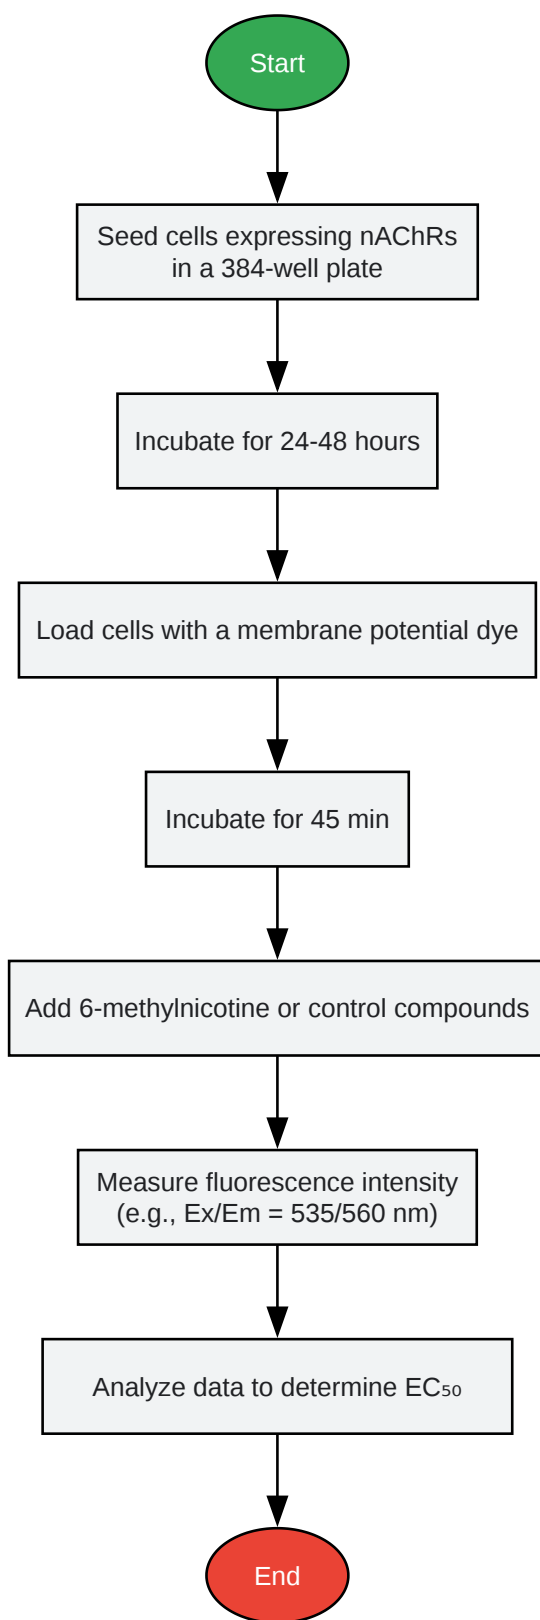 Start
Seed cells expressing nAChRs
in a 384-well plate
Incubate for 24-48 hours
Load cells with a membrane potential dye
Incubate for 45 min
Add 6-methylnicotine or control compounds
Measure fluorescence intensity
(e.g., Ex/Em = 535/560 nm)
Analyze data to determine EC₅₀
End